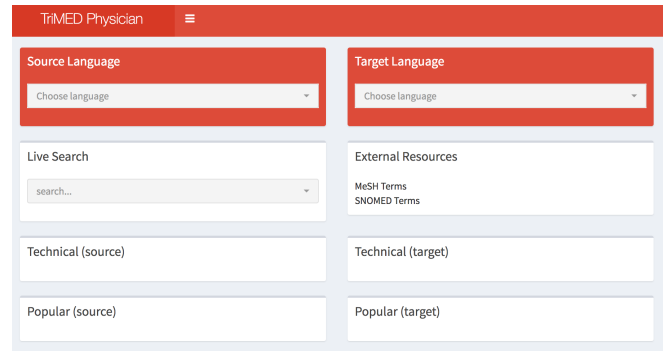 TriMED Physician
Source Language
Choose language
Target Language
Choose language
Live Search
search...
External Resources
MeSH Terms
SNOMED Terms
Technical (source)
Technical (target)
Popular (source)
Popular (target)